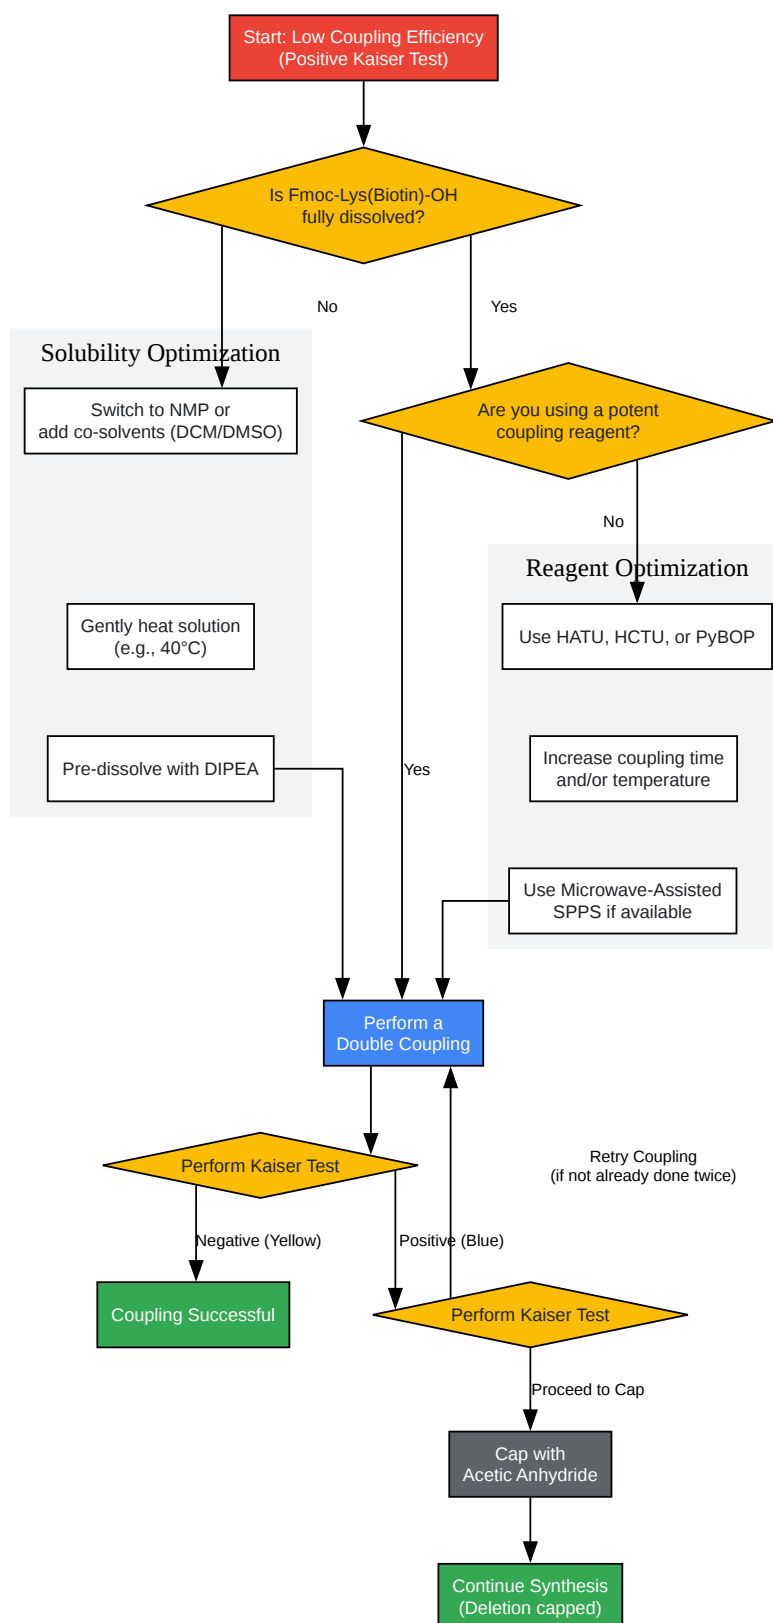 Start: Low Coupling Efficiency
(Positive Kaiser Test)
Is Fmoc-Lys(Biotin)-OH
fully dissolved?
No
Yes
Solubility Optimization
Switch to NMP or
add co-solvents (DCM/DMSO)
Are you using a potent
coupling reagent?
No
Reagent Optimization
Gently heat solution
(e.g., 40°C)
Use HATU, HCTU, or PyBOP
Pre-dissolve with DIPEA
Yes
Increase coupling time
and/or temperature
Use Microwave-Assisted
SPPS if available
Perform a
Double Coupling
Perform Kaiser Test
Retry Coupling
(if not already done twice)
Negative (Yellow)
Positive (Blue)
Coupling Successful
Perform Kaiser Test
Proceed to Cap
Cap with
Acetic Anhydride
Continue Synthesis
(Deletion capped)